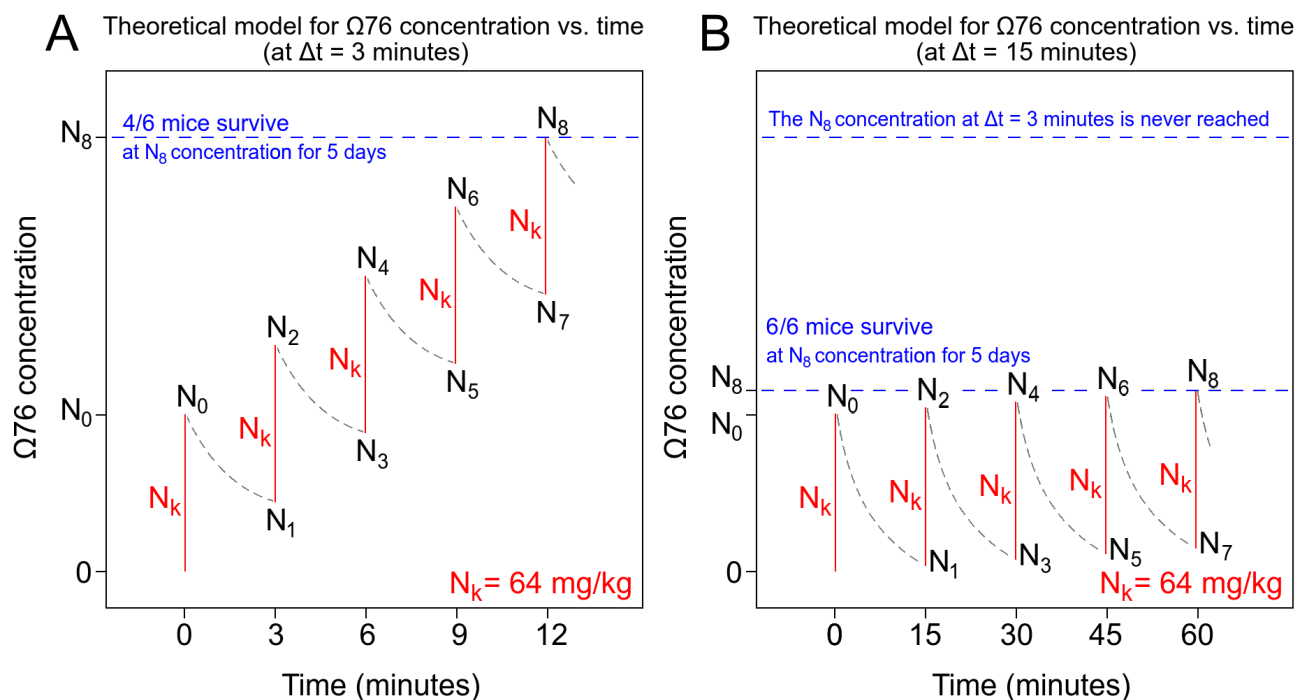 A
Theoretical model for Ω76 concentration vs. time
(at Δt = 3 minutes)
Ω76 concentration
N₈
N₀
0
4/6 mice survive
at N₈ concentration for 5 days
N₀
N₁
N₂
N₃
N₄
N₅
N₆
N₇
N₈
Nₖ
Nₖ
Nₖ
Nₖ
Nₖ
Nₖ= 64 mg/kg
0 3 6 9 12
Time (minutes)
B
Theoretical model for Ω76 concentration vs. time
(at Δt = 15 minutes)
Ω76 concentration
N₈
N₀
0
The N₈ concentration at Δt = 3 minutes is never reached
6/6 mice survive
at N₈ concentration for 5 days
N₀
N₁
N₂
N₃
N₄
N₅
N₆
N₇
N₈
Nₖ
Nₖ
Nₖ
Nₖ
Nₖ
Nₖ= 64 mg/kg
0 15 30 45 60
Time (minutes)